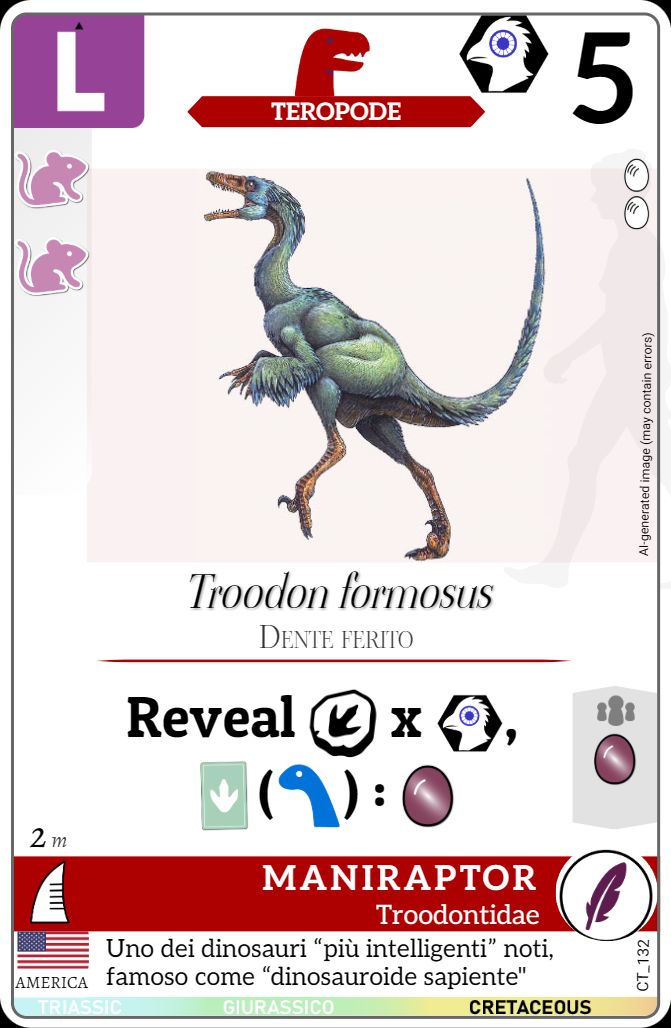 L
TEROPODE
5
AI-generated image (may contain errors)
Troodon formosus
DENTE FERITO
Reveal x ,
( ) :
2 m
MANIRAPTOR
Troodontidae
AMERICA
Uno dei dinosauri “più intelligenti” noti,
famoso come “dinosauroide sapiente"
CT_132
TRIASSIC GIURASSICO CRETACEOUS